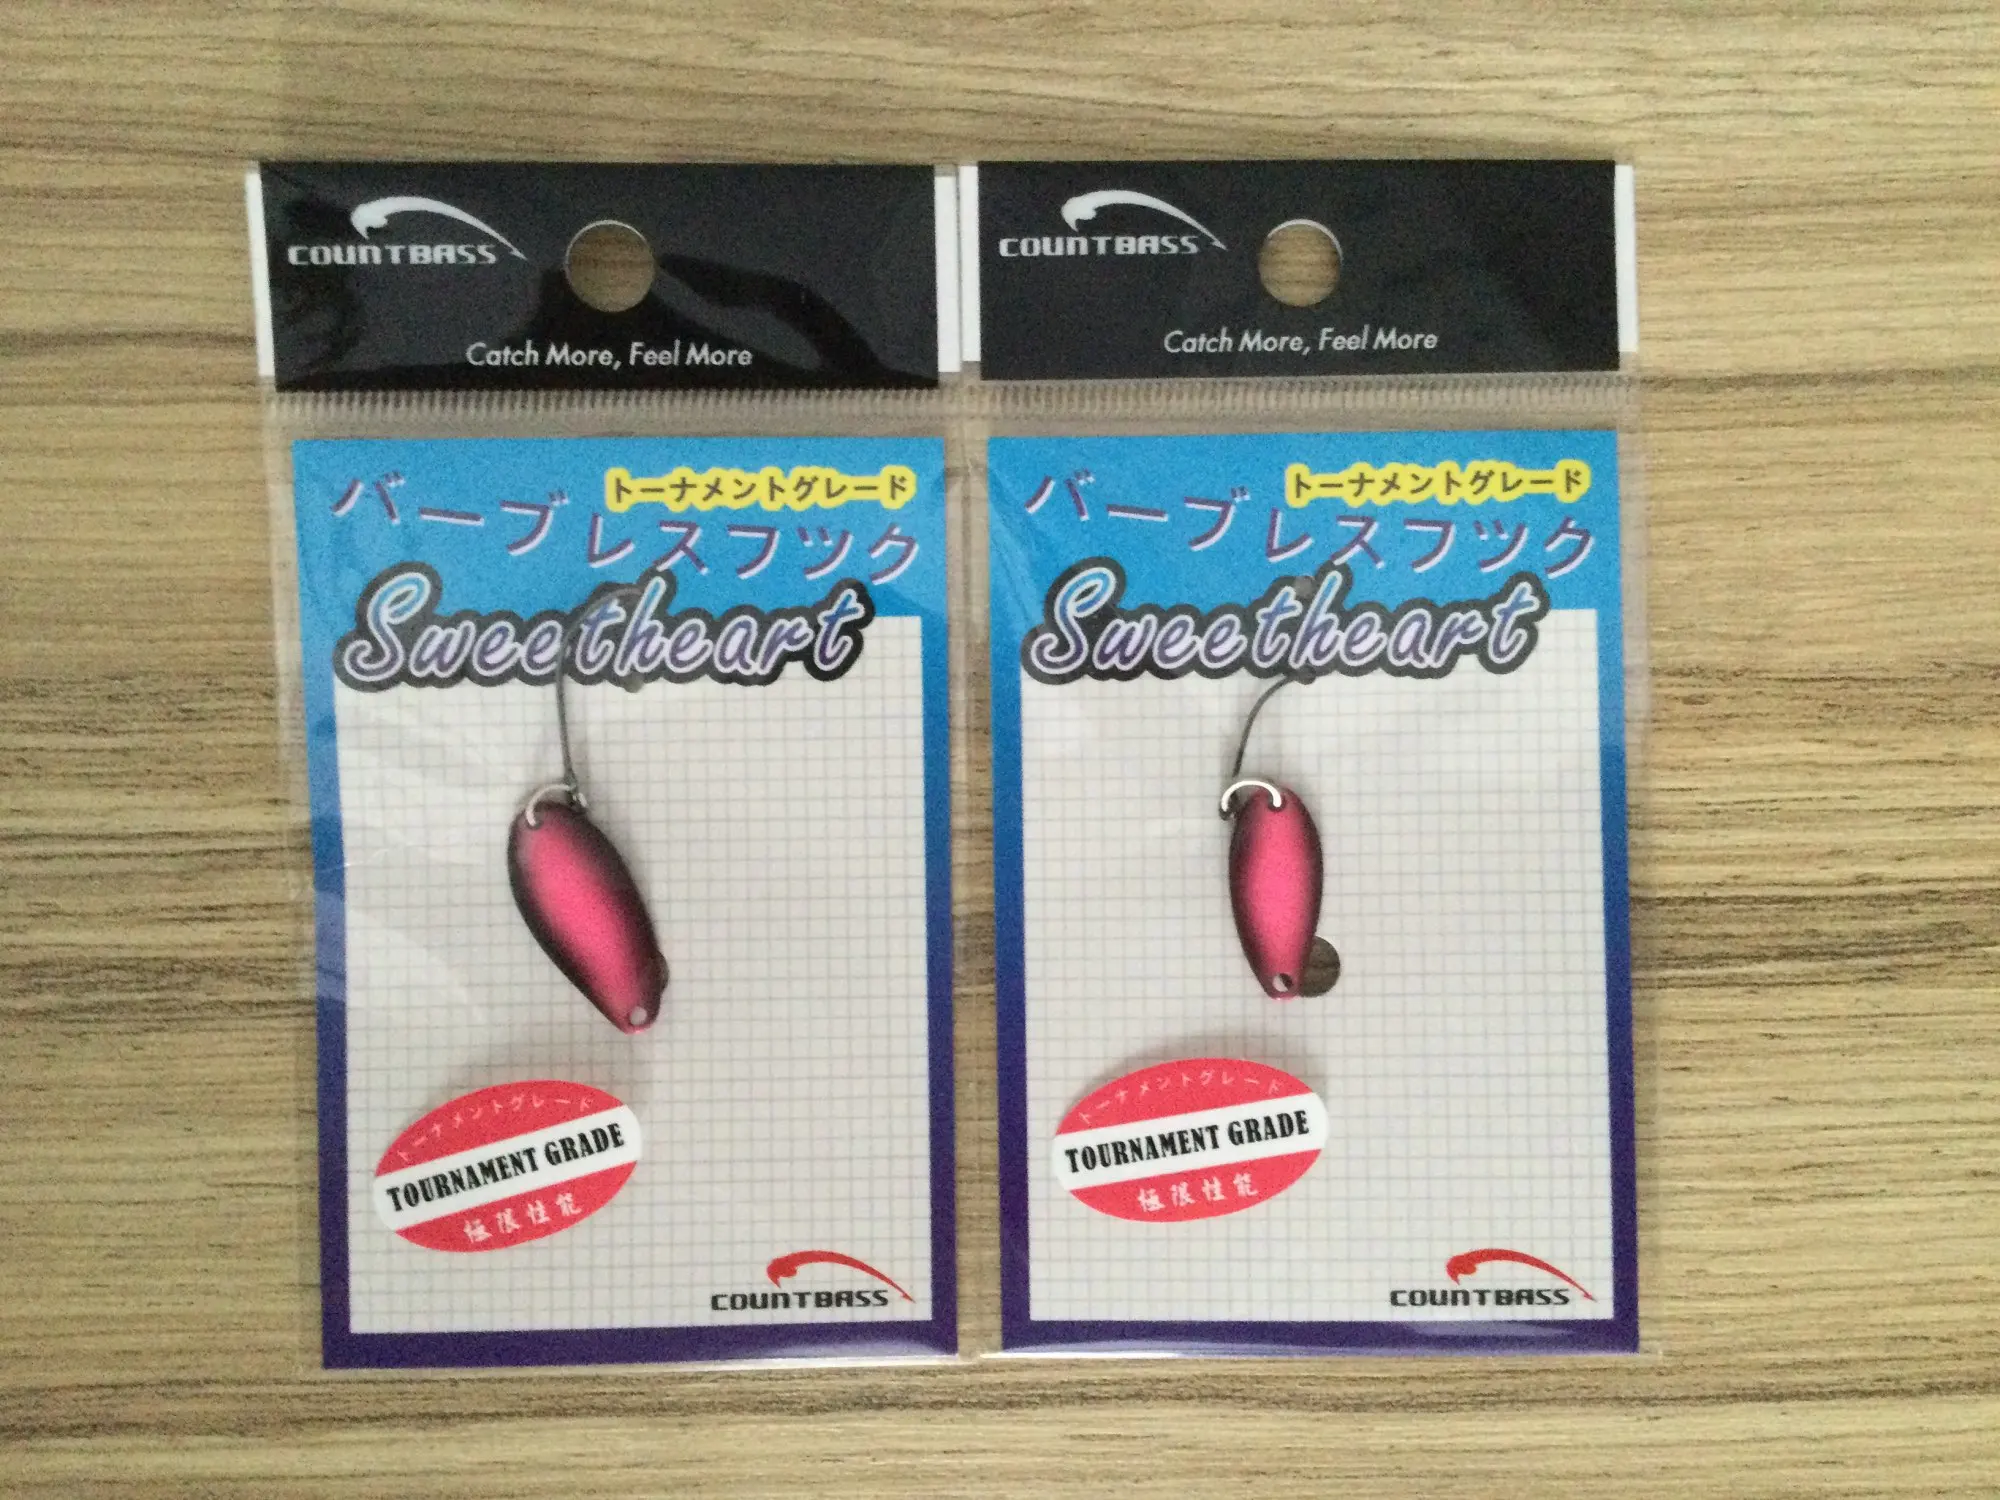 COUNTBASS
Catch More, Feel More
トーナメントグレード
バーブレスフック
Sweetheart
トーナメントグレード
TOURNAMENT GRADE
極限性能
COUNTBASS
COUNTBASS
Catch More, Feel More
トーナメントグレード
バーブレスフック
Sweetheart
トーナメントグレード
TOURNAMENT GRADE
極限性能
COUNTBASS